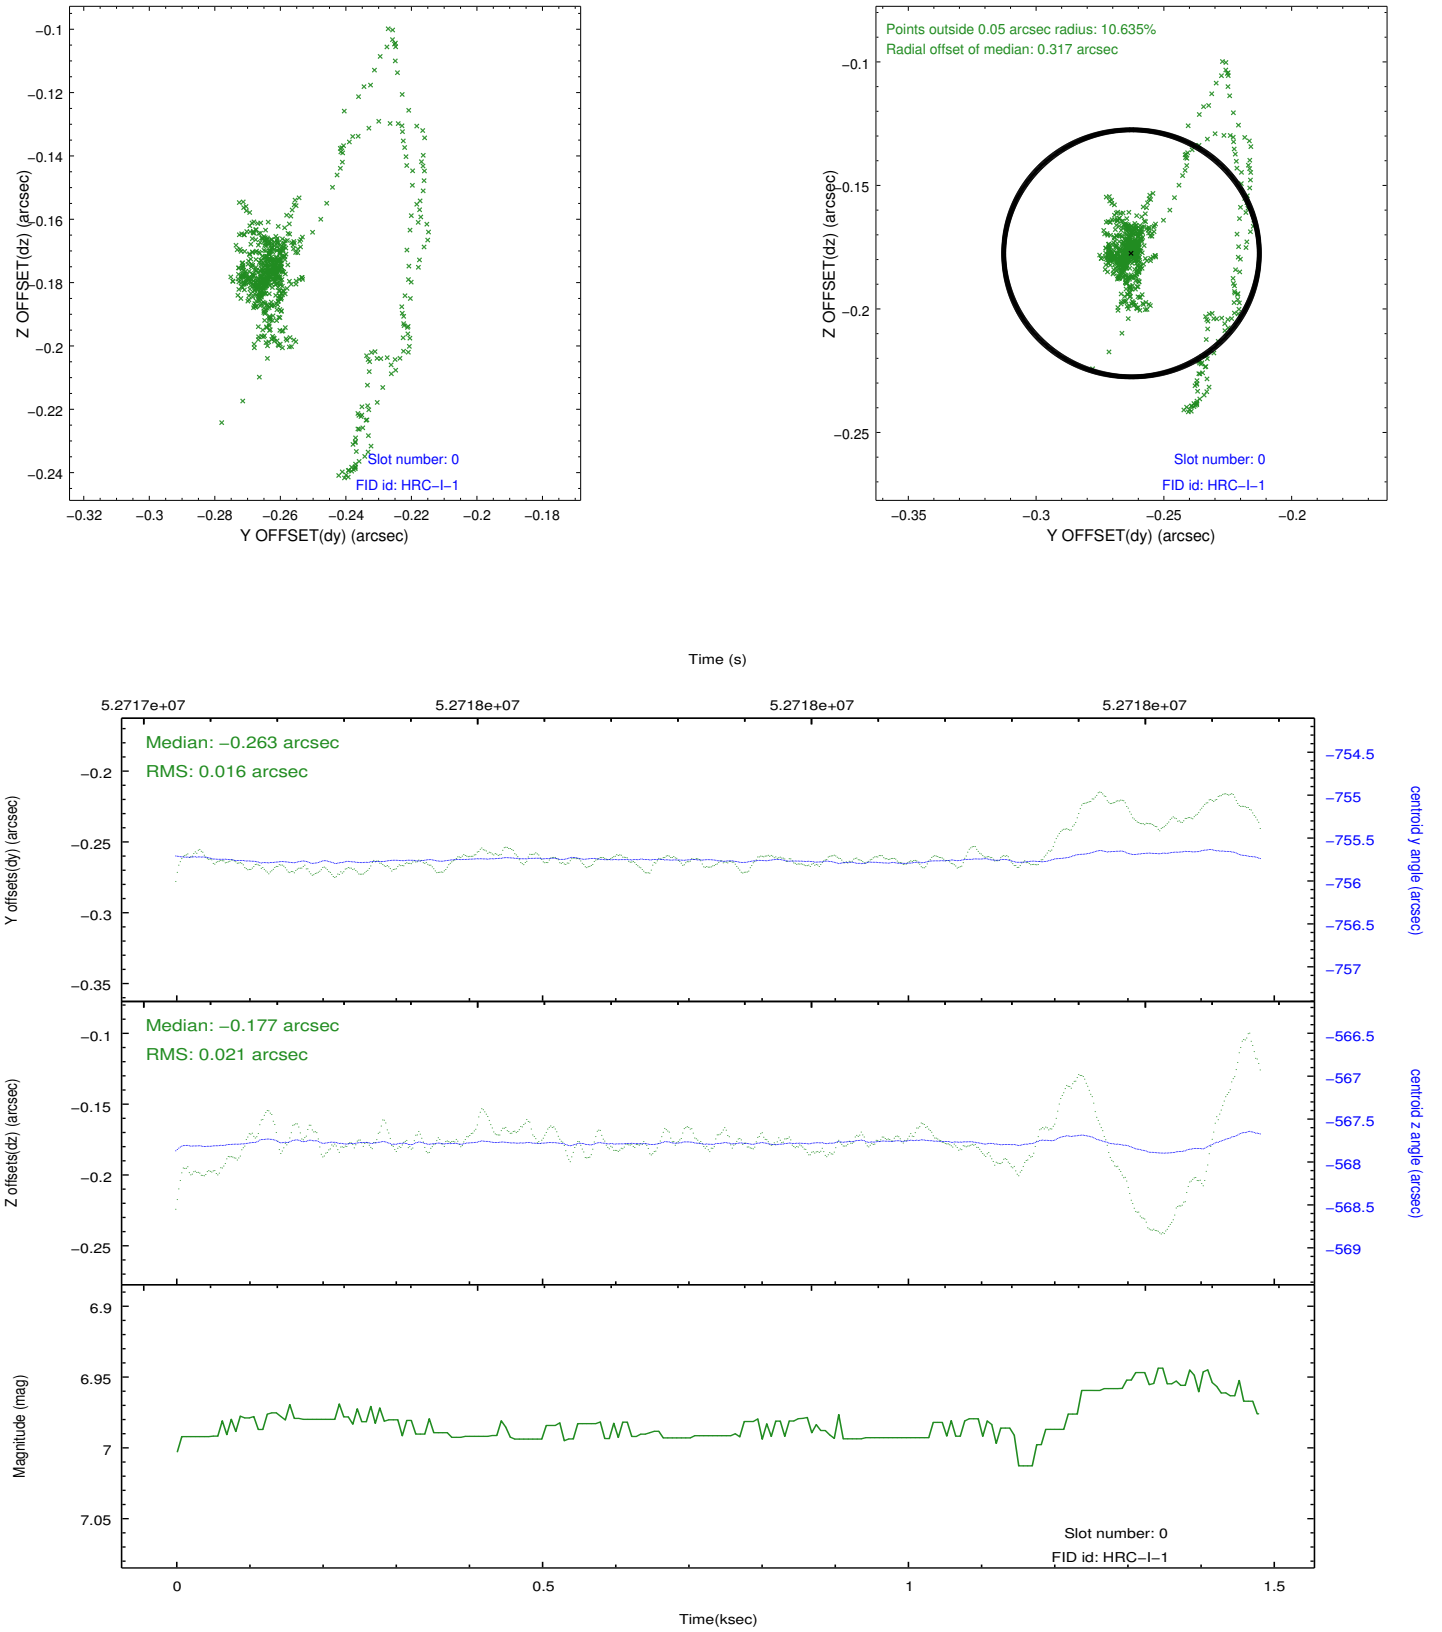 −0.1
−0.12
−0.14
−0.16
−0.18
−0.2
−0.22
−0.24
Z OFFSET(dz) (arcsec)
Slot number: 0
FID id: HRC−I−1
−0.32 −0.3 −0.28 −0.26 −0.24 −0.22 −0.2 −0.18
Y OFFSET(dy) (arcsec)
Points outside 0.05 arcsec radius: 10.635%
Radial offset of median: 0.317 arcsec
−0.1
−0.15
−0.2
−0.25
Z OFFSET(dz) (arcsec)
Slot number: 0
FID id: HRC−I−1
−0.35 −0.3 −0.25 −0.2
Y OFFSET(dy) (arcsec)
Time (s)
5.2717e+07 5.2718e+07 5.2718e+07 5.2718e+07
Median: −0.263 arcsec
RMS: 0.016 arcsec
−0.2
−0.25
−0.3
−0.35
Y offsets(dy) (arcsec)
−754.5
−755
−755.5
−756
−756.5
−757
centroid y angle (arcsec)
Median: −0.177 arcsec
RMS: 0.021 arcsec
−0.1
−0.15
−0.2
−0.25
Z offsets(dz) (arcsec)
−566.5
−567
−567.5
−568
−568.5
−569
centroid z angle (arcsec)
6.9
6.95
7
7.05
Magnitude (mag)
Slot number: 0
FID id: HRC−I−1
0 0.5 1 1.5
Time(ksec)